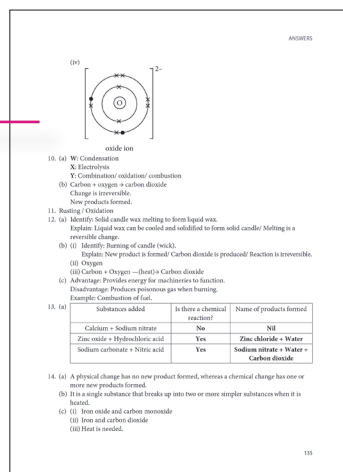 ANSWERS
(iv)
2–
O
oxide ion
10. (a) W: Condensation
X: Electrolysis
Y: Combination/ oxidation/ combustion
(b) Carbon + oxygen → carbon dioxide
Change is irreversible.
New products formed.
11. Rusting / Oxidation
12. (a) Identify: Solid candle wax melting to form liquid wax.
Explain: Liquid wax can be cooled and solidified to form solid candle/ Melting is a
reversible change.
(b) (i) Identify: Burning of candle (wick).
Explain: New product is formed/ Carbon dioxide is produced/ Reaction is irreversible.
(ii) Oxygen
(iii) Carbon + Oxygen —(heat)→ Carbon dioxide
(c) Advantage: Provides energy for machineries to function.
Disadvantage: Produces poisonous gas when burning.
Example: Combustion of fuel.
13. (a) Substances added Is there a chemical reaction? Name of products formed
Calcium + Sodium nitrate No Nil
Zinc oxide + Hydrochloric acid Yes Zinc chloride + Water
Sodium carbonate + Nitric acid Yes Sodium nitrate + Water +
Carbon dioxide
14. (a) A physical change has no new product formed, whereas a chemical change has one or
more new products formed.
(b) It is a single substance that breaks up into two or more simpler substances when it is
heated.
(c) (i) Iron oxide and carbon monoxide
(ii) Iron and carbon dioxide
(iii) Heat is needed.
135